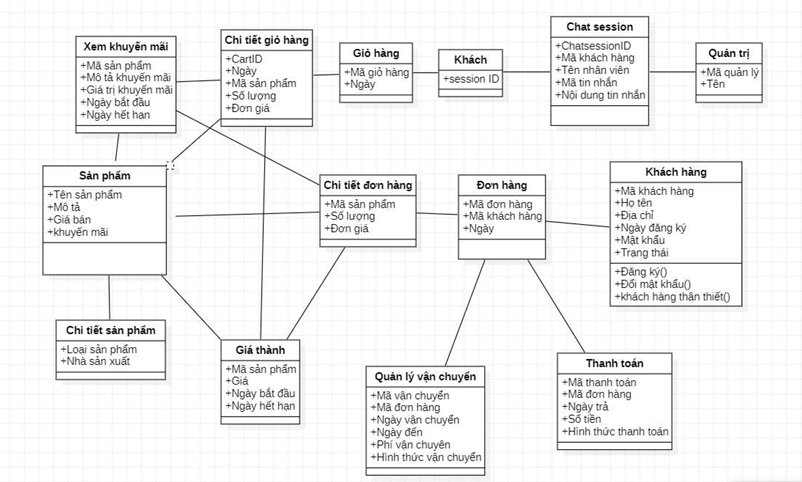 Xem khuyến mãi
+Mã sản phẩm
+Mô tả khuyến mãi
+Giá trị khuyến mãi
+Ngày bắt đầu
+Ngày hết hạn
Chi tiết giỏ hàng
+CartID
+Ngày
+Mã sản phẩm
+Số lượng
+Đơn giá
Giỏ hàng
+Mã giỏ hàng
+Ngày
Khách
+session ID
Chat session
+ChatsessionID
+Mã khách hàng
+Tên nhân viên
+Mã tin nhắn
+Nội dung tin nhắn
Quản trị
+Mã quản lý
+Tên
Sản phẩm
+Tên sản phẩm
+Mô tả
+Giá bán
+khuyến mãi
Chi tiết đơn hàng
+Mã sản phẩm
+Số lượng
+Đơn giá
Đơn hàng
+Mã đơn hàng
+Mã khách hàng
+Ngày
Khách hàng
+Mã khách hàng
+Họ tên
+Địa chỉ
+Ngày đăng ký
+Mật khẩu
+Trạng thái
+Đăng ký()
+Đổi mật khẩu()
+khách hàng thân thiết()
Chi tiết sản phẩm
+Loại sản phẩm
+Nhà sản xuất
Giá thành
+Mã sản phẩm
+Giá
+Ngày bắt đầu
+Ngày hết hạn
Quản lý vận chuyển
+Mã vận chuyển
+Mã đơn hàng
+Ngày vận chuyển
+Ngày đến
+Phí vận chuyên
+Hình thức vận chuyển
Thanh toán
+Mã thanh toán
+Mã đơn hàng
+Ngày trả
+Số tiền
+Hình thức thanh toán